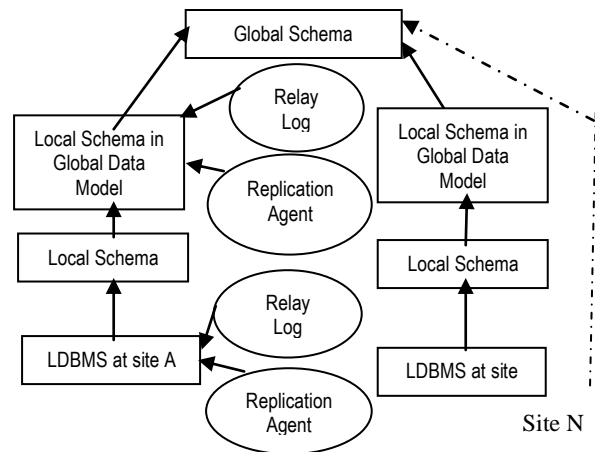 Global Schema
Relay
Log
Local Schema in
Global Data
Model
Local Schema in
Global Data
Model
Replication
Agent
Local Schema
Local Schema
Relay
Log
LDBMS at site A
LDBMS at site
Replication
Agent
Site N